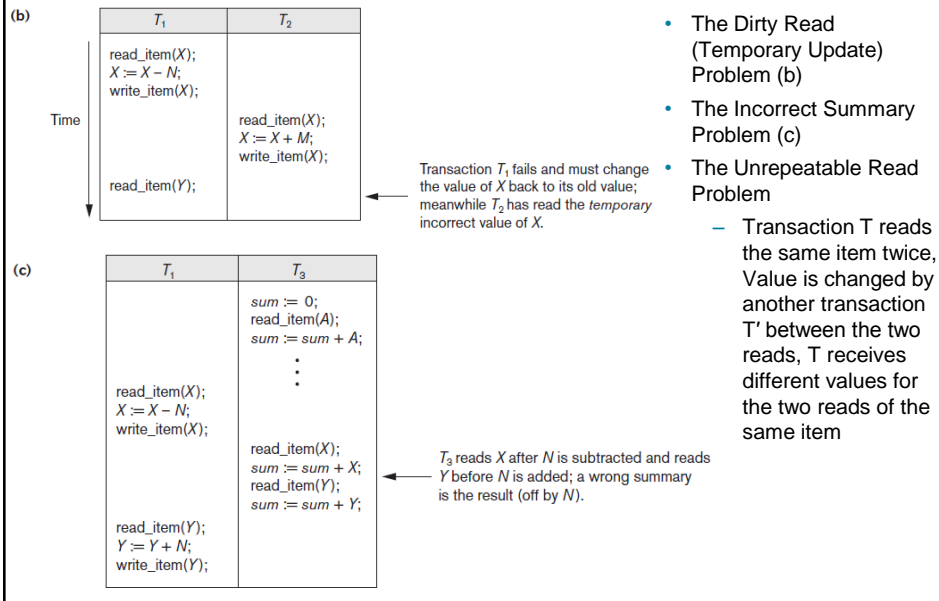 (b)
T1 T2
read_item(X);
X := X – N;
write_item(X);
Time
read_item(X);
X := X + M;
write_item(X);
read_item(Y);
Transaction T1 fails and must change
the value of X back to its old value;
meanwhile T2 has read the temporary
incorrect value of X.
(c)
T1 T3
sum := 0;
read_item(A);
sum := sum + A;
read_item(X);
X := X – N;
write_item(X);
read_item(X);
sum := sum + X;
read_item(Y);
sum := sum + Y;
T3 reads X after N is subtracted and reads
Y before N is added; a wrong summary
is the result (off by N).
read_item(Y);
Y := Y + N;
write_item(Y);
• The Dirty Read
(Temporary Update)
Problem (b)
• The Incorrect Summary
Problem (c)
• The Unrepeatable Read
Problem
– Transaction T reads
the same item twice,
Value is changed by
another transaction
T′ between the two
reads, T receives
different values for
the two reads of the
same item